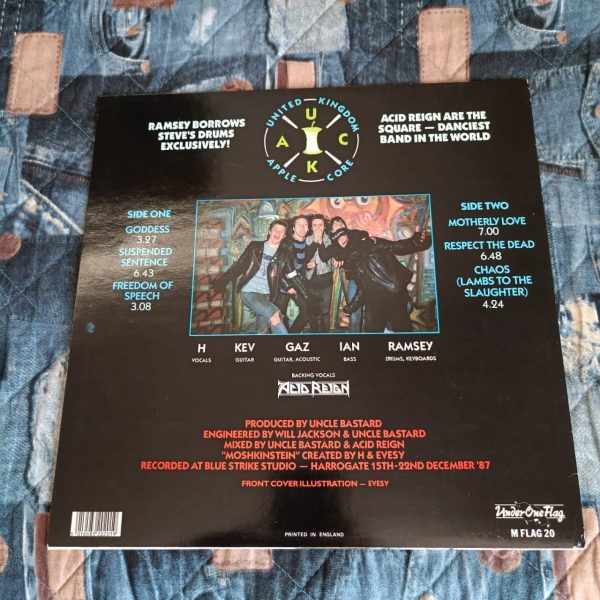 RAMSEY BORROWS
STEVE'S DRUMS
EXCLUSIVELY!
UNITED KINGDOM
U
A C
K
APPLE CORE
ACID REIGN ARE THE
SQUARE — DANCIEST
BAND IN THE WORLD
SIDE ONE
GODDESS
3.27
SUSPENDED
SENTENCE
6.43
FREEDOM OF
SPEECH
3.08
SIDE TWO
MOTHERLY LOVE
7.00
RESPECT THE DEAD
6.48
CHAOS
(LAMBS TO THE
SLAUGHTER)
4.24
H KEV GAZ IAN RAMSEY
VOCALS GUITAR GUITAR, ACOUSTIC BASS DRUMS, KEYBOARDS
BACKING VOCALS
ACID REIGN
PRODUCED BY UNCLE BASTARD
ENGINEERED BY WILL JACKSON & UNCLE BASTARD
MIXED BY UNCLE BASTARD & ACID REIGN
"MOSHKINSTEIN" CREATED BY H & EVESY
RECORDED AT BLUE STRIKE STUDIO — HARROGATE 15TH-22ND DECEMBER '87
FRONT COVER ILLUSTRATION — EVESY
PRINTED IN ENGLAND
Under One Flag
M FLAG 20